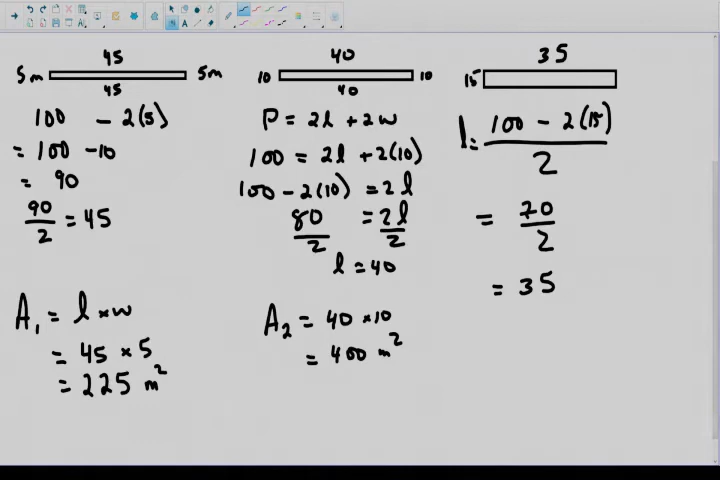 45
5m 5m
45
100 - 2(5)
= 100 - 10
= 90
90/2 = 45
A₁ = l × w
= 45 × 5
= 225 m²
40
10 10
40
P = 2l + 2w
100 = 2l + 2(10)
100 - 2(10) = 2l
80/2 = 2l/2
l = 40
A₂ = 40 × 10
= 400 m²
35
15
l = 100 - 2(15)/2
= 70/2
= 35